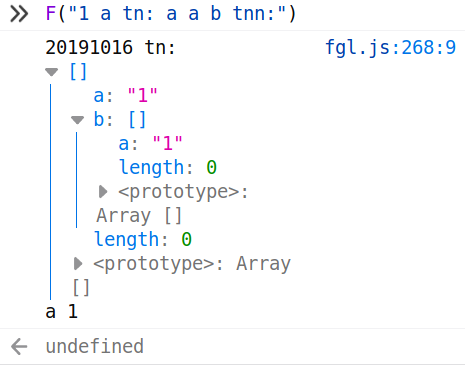 F("1 a tn: a a b tnn:")
20191016 tn: fgl.js:268:9
[]
a: "1"
b: []
a: "1"
length: 0
<prototype>:
Array []
length: 0
<prototype>: Array
[]
a 1
undefined